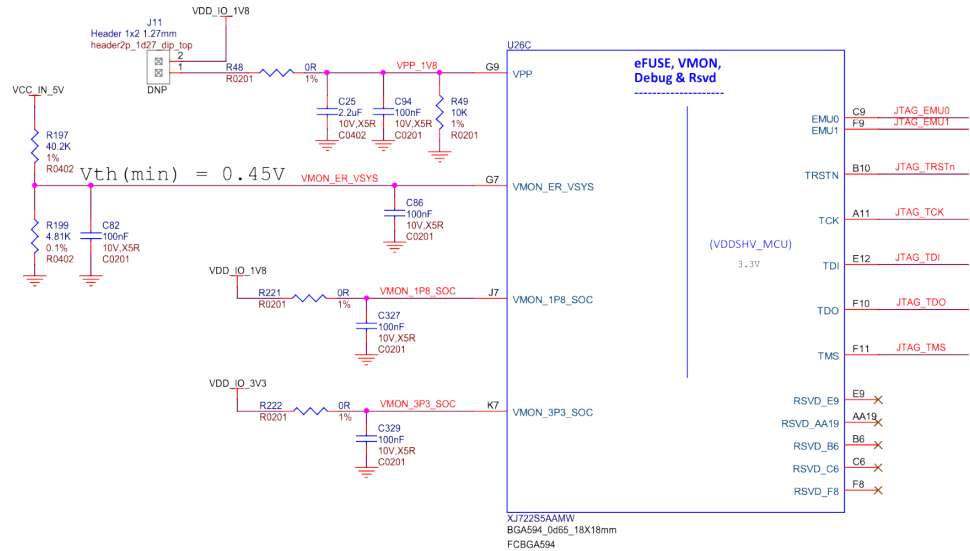 VDD_IO_1V8
J11
Header 1x2 1.27mm
header2p_1d27_dip_top
2
1
DNP
R48
R0201
0R
1%
VPP_1V8
G9
VPP
C25
2.2uF
10V,X5R
C0402
C94
100nF
10V,X5R
C0201
R49
10K
1%
R0201
VCC_IN_5V
R197
40.2K
1%
R0402
Vth(min) = 0.45V
VMON_ER_VSYS
G7
VMON_ER_VSYS
R199
4.81K
0.1%
R0402
C82
100nF
10V,X5R
C0201
C86
100nF
10V,X5R
C0201
VDD_IO_1V8
R221
R0201
0R
1%
VMON_1P8_SOC
J7
VMON_1P8_SOC
C327
100nF
10V,X5R
C0201
VDD_IO_3V3
R222
R0201
0R
1%
VMON_3P3_SOC
K7
VMON_3P3_SOC
C329
100nF
10V,X5R
C0201
U26C
eFUSE, VMON,
Debug & Rsvd
--------------------
(VDDSHV_MCU)
3.3V
EMU0
C9
JTAG_EMU0
EMU1
F9
JTAG_EMU1
TRSTN
B10
JTAG_TRSTn
TCK
A11
JTAG_TCK
TDI
E12
JTAG_TDI
TDO
F10
JTAG_TDO
TMS
F11
JTAG_TMS
RSVD_E9
E9
RSVD_AA19
AA19
RSVD_B6
B6
RSVD_C6
C6
RSVD_F8
F8
XJ722S5AAMW
BGA594_0d65_18X18mm
FCBGA594